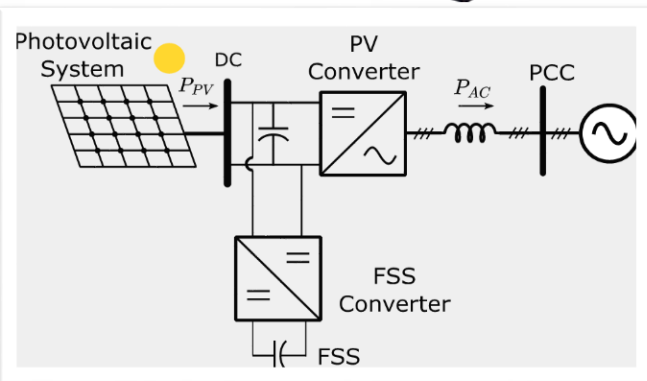 Photovoltaic
System
P_PV
DC
PV
Converter
P_AC
PCC
FSS
Converter
FSS